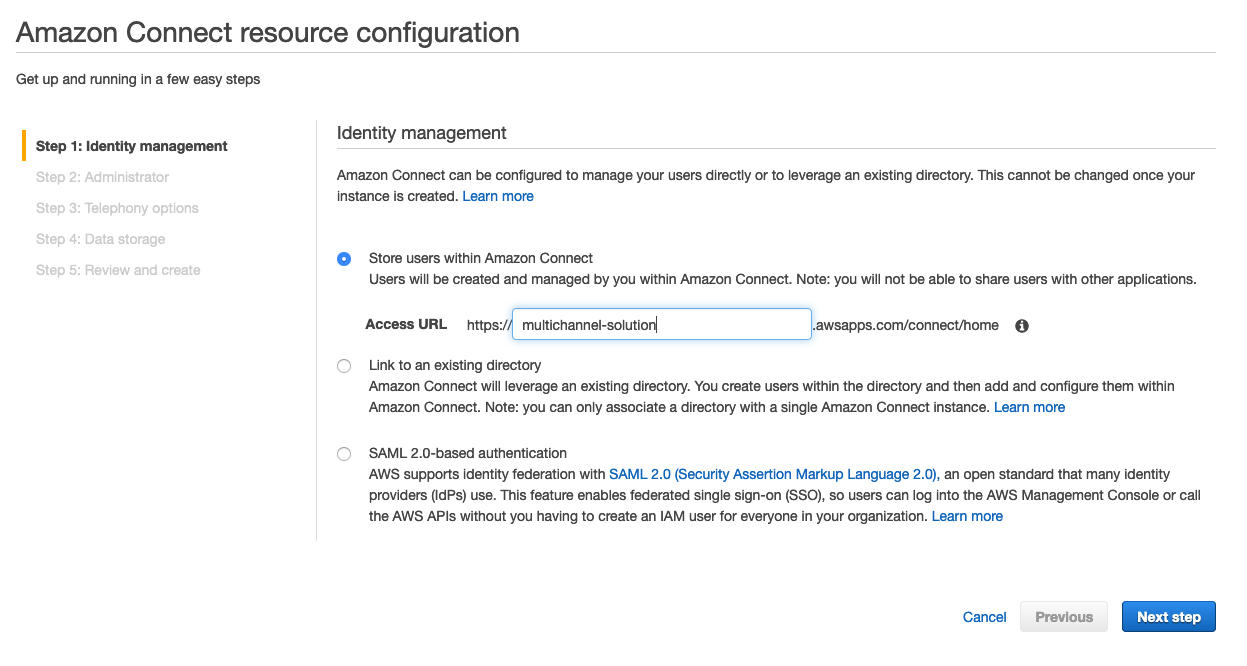 Amazon Connect resource configuration
Get up and running in a few easy steps
Step 1: Identity management
Step 2: Administrator
Step 3: Telephony options
Step 4: Data storage
Step 5: Review and create
Identity management
Amazon Connect can be configured to manage your users directly or to leverage an existing directory. This cannot be changed once your
instance is created. Learn more
Store users within Amazon Connect
Users will be created and managed by you within Amazon Connect. Note: you will not be able to share users with other applications.
Access URL https:// multichannel-solution .awsapps.com/connect/home
Link to an existing directory
Amazon Connect will leverage an existing directory. You create users within the directory and then add and configure them within
Amazon Connect. Note: you can only associate a directory with a single Amazon Connect instance. Learn more
SAML 2.0-based authentication
AWS supports identity federation with SAML 2.0 (Security Assertion Markup Language 2.0), an open standard that many identity
providers (IdPs) use. This feature enables federated single sign-on (SSO), so users can log into the AWS Management Console or call
the AWS APIs without you having to create an IAM user for everyone in your organization. Learn more
Cancel Previous Next step